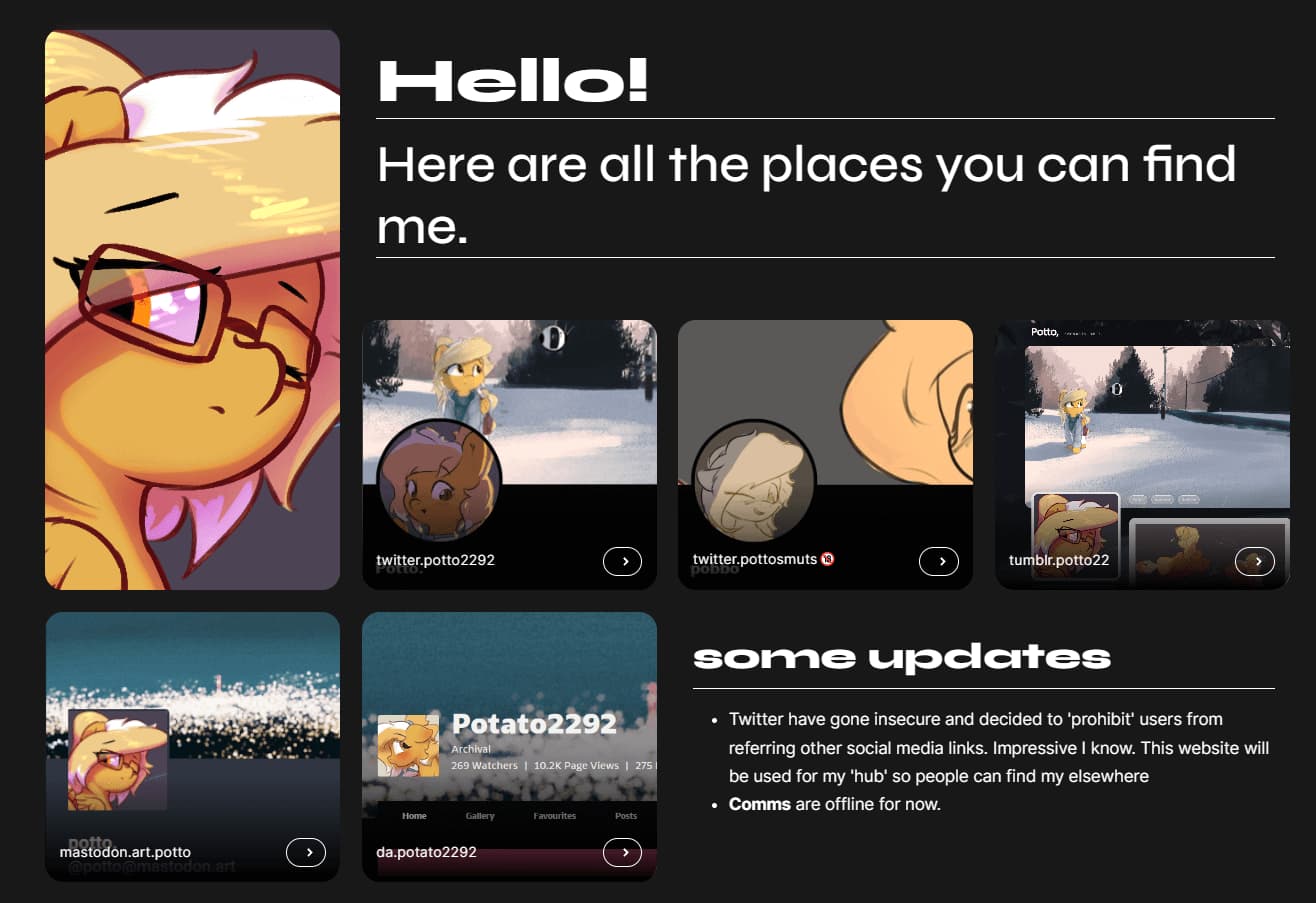 Hello!
Here are all the places you can find
me.
twitter.potto2292
Potto.
twitter.pottosmuts 🔞
pobbo
Potto,
tumblr.potto22
potto.
mastodon.art.potto
@potto@mastodon.art
Potato2292
Archival
269 Watchers | 10.2K Page Views | 275
Home Gallery Favourites Posts
da.potato2292
some updates
• Twitter have gone insecure and decided to 'prohibit' users from
referring other social media links. Impressive I know. This website will
be used for my 'hub' so people can find my elsewhere
• Comms are offline for now.